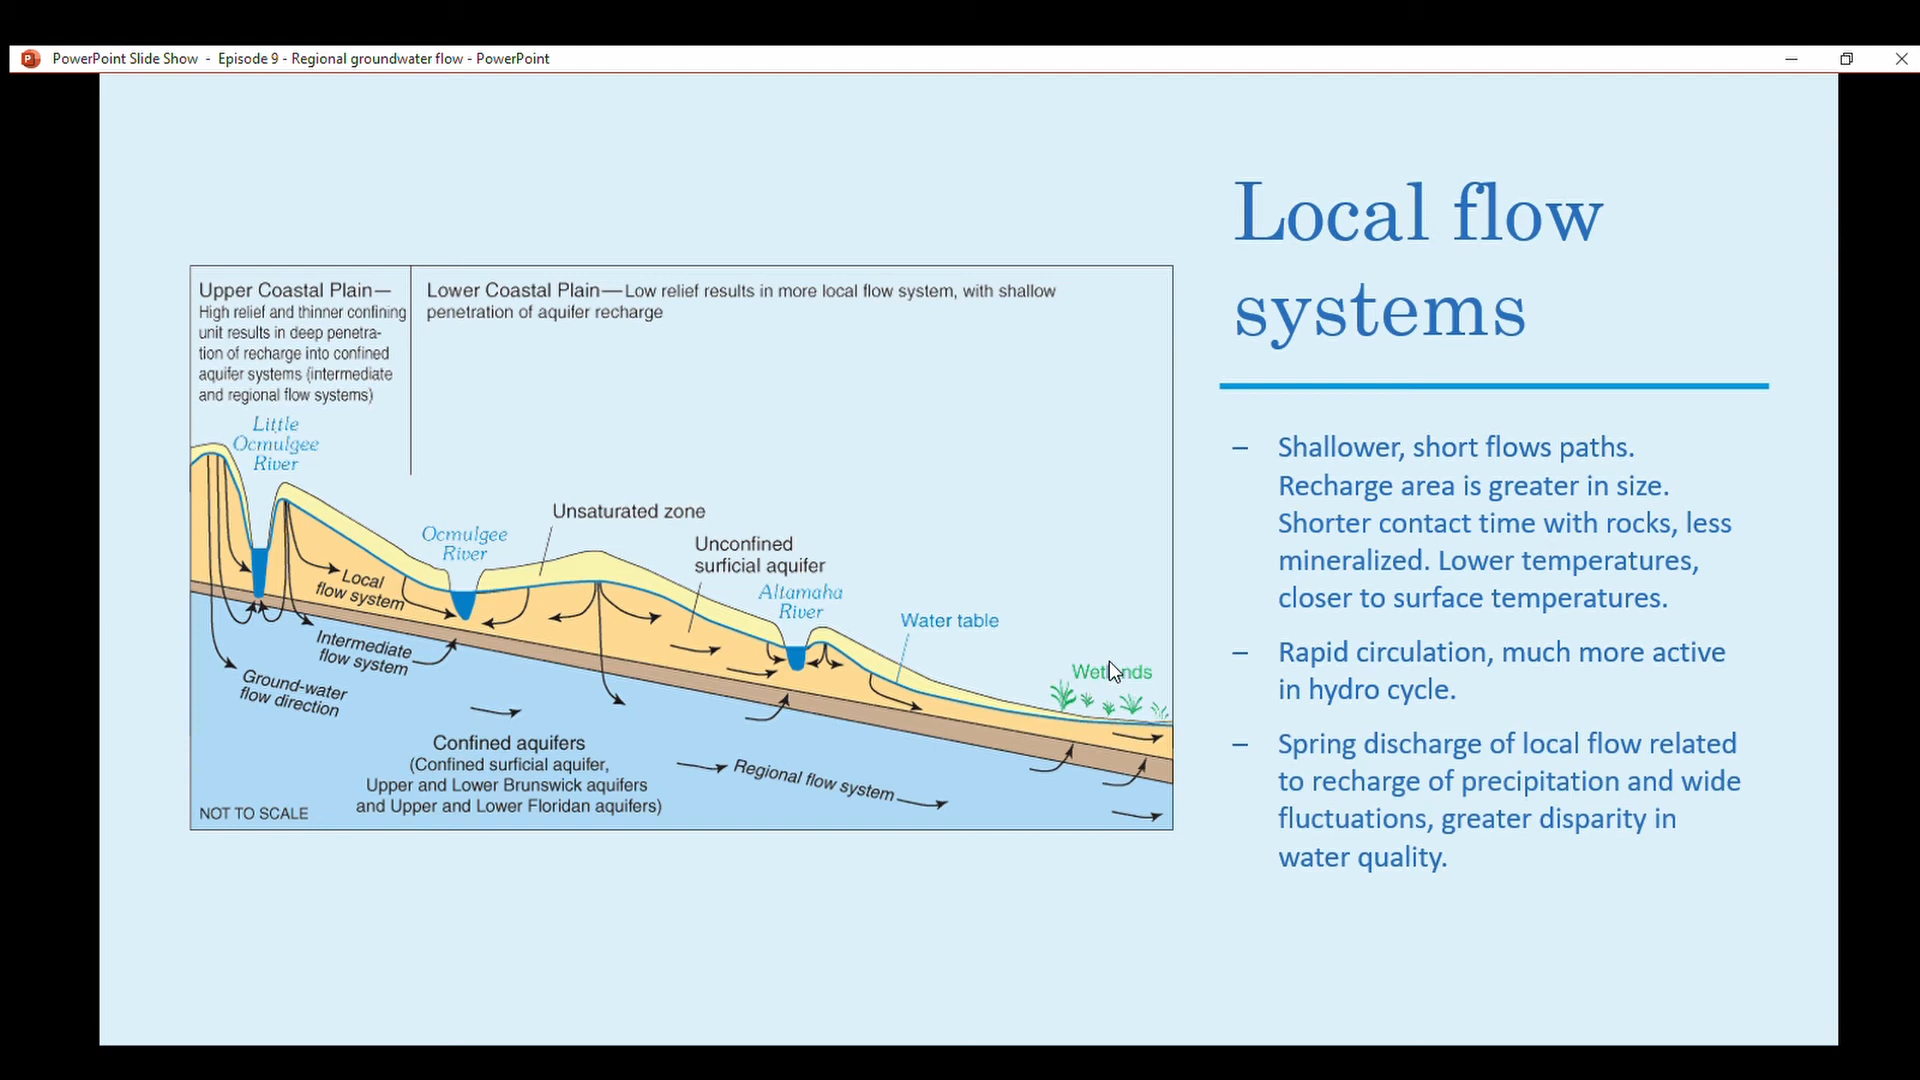 PowerPoint Slide Show - Episode 9 - Regional groundwater flow - PowerPoint
Local flow
systems
Upper Coastal Plain—
High relief and thinner confining
unit results in deep penetra-
tion of recharge into confined
aquifer systems (intermediate
and regional flow systems)
Lower Coastal Plain—Low relief results in more local flow system, with shallow
penetration of aquifer recharge
Little
Ocmulgee
River
Ocmulgee
River
Unsaturated zone
Unconfined
surficial aquifer
Altamaha
River
Water table
Wetlands
Local
flow system
Intermediate
flow system
Ground-water
flow direction
Confined aquifers
(Confined surficial aquifer,
Upper and Lower Brunswick aquifers
and Upper and Lower Floridan aquifers)
Regional flow system
NOT TO SCALE
– Shallower, short flows paths.
Recharge area is greater in size.
Shorter contact time with rocks, less
mineralized. Lower temperatures,
closer to surface temperatures.
– Rapid circulation, much more active
in hydro cycle.
– Spring discharge of local flow related
to recharge of precipitation and wide
fluctuations, greater disparity in
water quality.